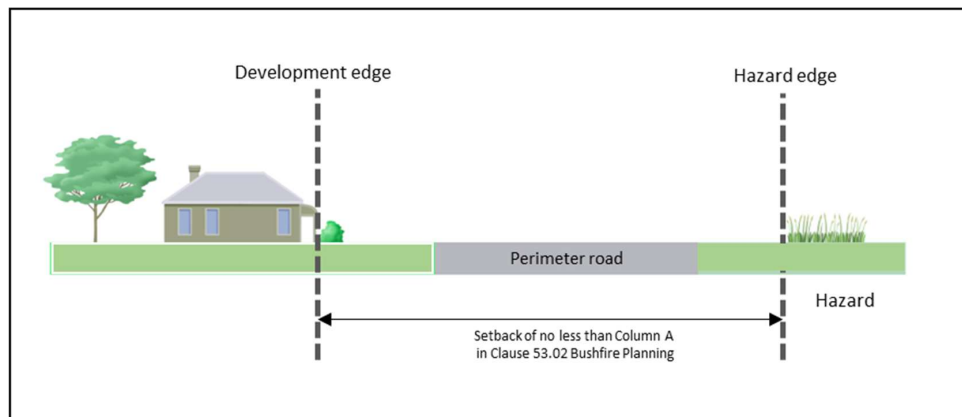 Development edge
Hazard edge
Perimeter road
Hazard
Setback of no less than Column A
in Clause 53.02 Bushfire Planning